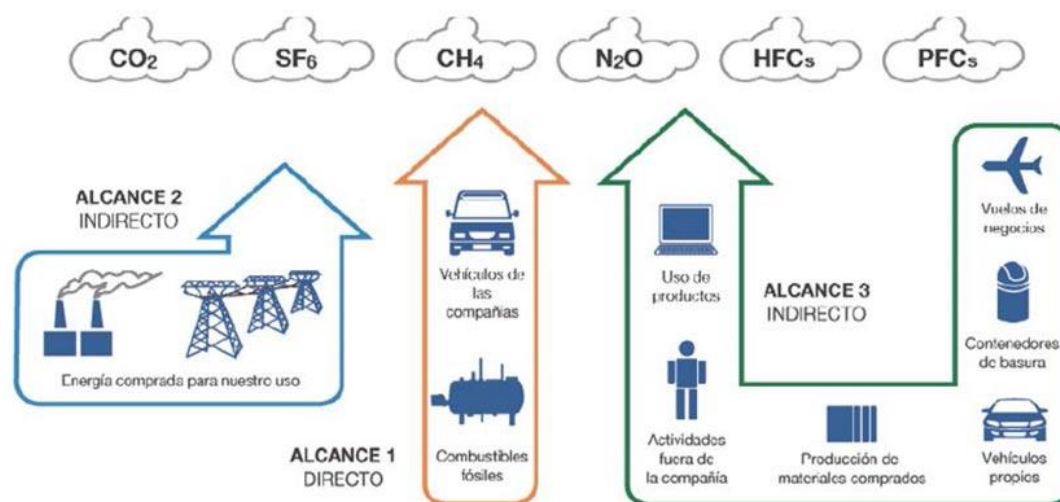 CO2
SF6
CH4
N2O
HFCs
PFCs
ALCANCE 2
INDIRECTO
Energía comprada para nuestro uso
ALCANCE 1
DIRECTO
Vehículos de
las
compañías
Combustibles
fósiles
Uso de
productos
Actividades
fuera de
la compañía
ALCANCE 3
INDIRECTO
Producción de
materiales comprados
Vuelos de
negocios
Contenedores
de basura
Vehículos
propios